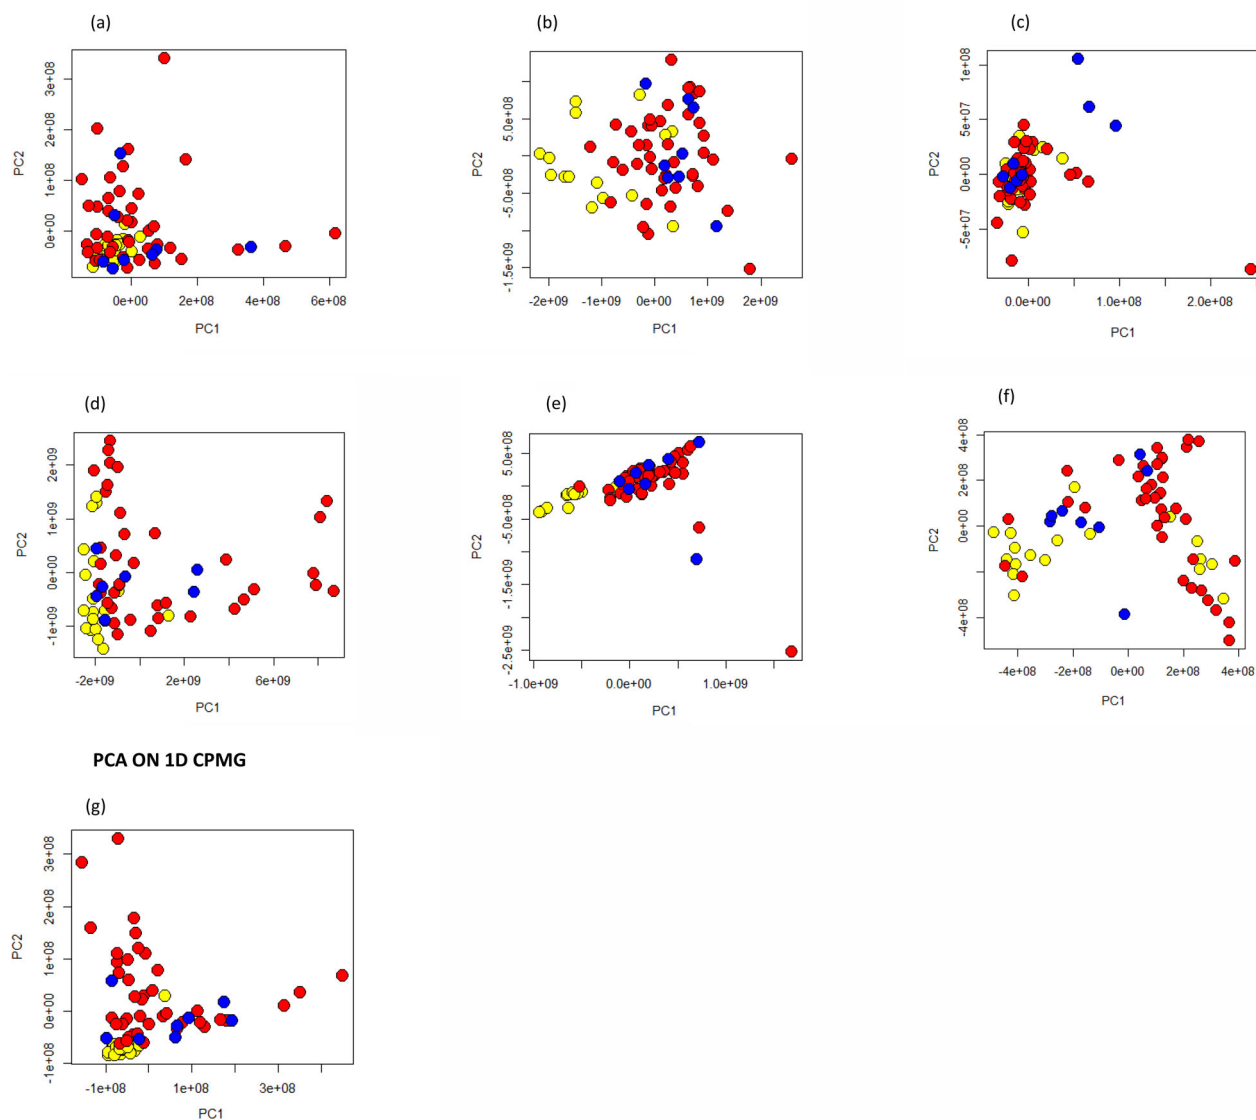 (a)
(b)
(c)
PC2
3e+08
2e+08
1e+08
0e+00
0e+00 2e+08 4e+08 6e+08
PC1
PC2
5.0e+08
-5.0e+08
-1.5e+09
-2e+09 -1e+09 0e+00 1e+09 2e+09
PC1
PC2
1e+08
5e+07
0e+00
-5e+07
0.0e+00 1.0e+08 2.0e+08
PC1
(d)
(e)
(f)
PC2
2e+09
1e+09
0e+00
-1e+09
-2e+09 2e+09 6e+09
PC1
PC2
5.0e+08
-5.0e+08
-1.5e+09
-2.5e+09
-1.0e+09 0.0e+00 1.0e+09
PC1
PC2
4e+08
2e+08
0e+00
-4e+08
-4e+08 -2e+08 0e+00 2e+08 4e+08
PC1
PCA ON 1D CPMG
(g)
PC2
3e+08
2e+08
1e+08
0e+00
-1e+08
-1e+08 1e+08 3e+08
PC1